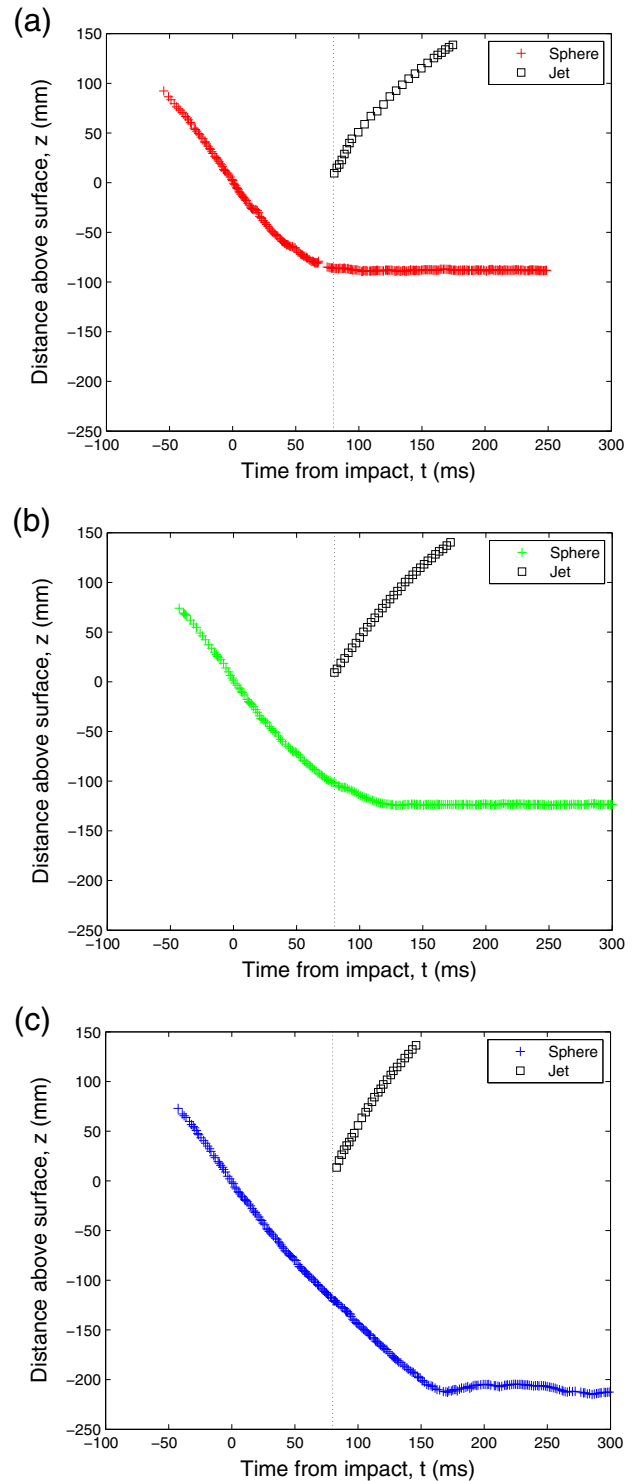 (a)
150
100
50
0
−50
−100
−150
−200
−250
Distance above surface, z (mm)
Sphere
Jet
−100 −50 0 50 100 150 200 250 300
Time from impact, t (ms)
(b)
150
100
50
0
−50
−100
−150
−200
−250
Distance above surface, z (mm)
Sphere
Jet
−100 −50 0 50 100 150 200 250 300
Time from impact, t (ms)
(c)
150
100
50
0
−50
−100
−150
−200
−250
Distance above surface, z (mm)
Sphere
Jet
−100 −50 0 50 100 150 200 250 300
Time from impact, t (ms)